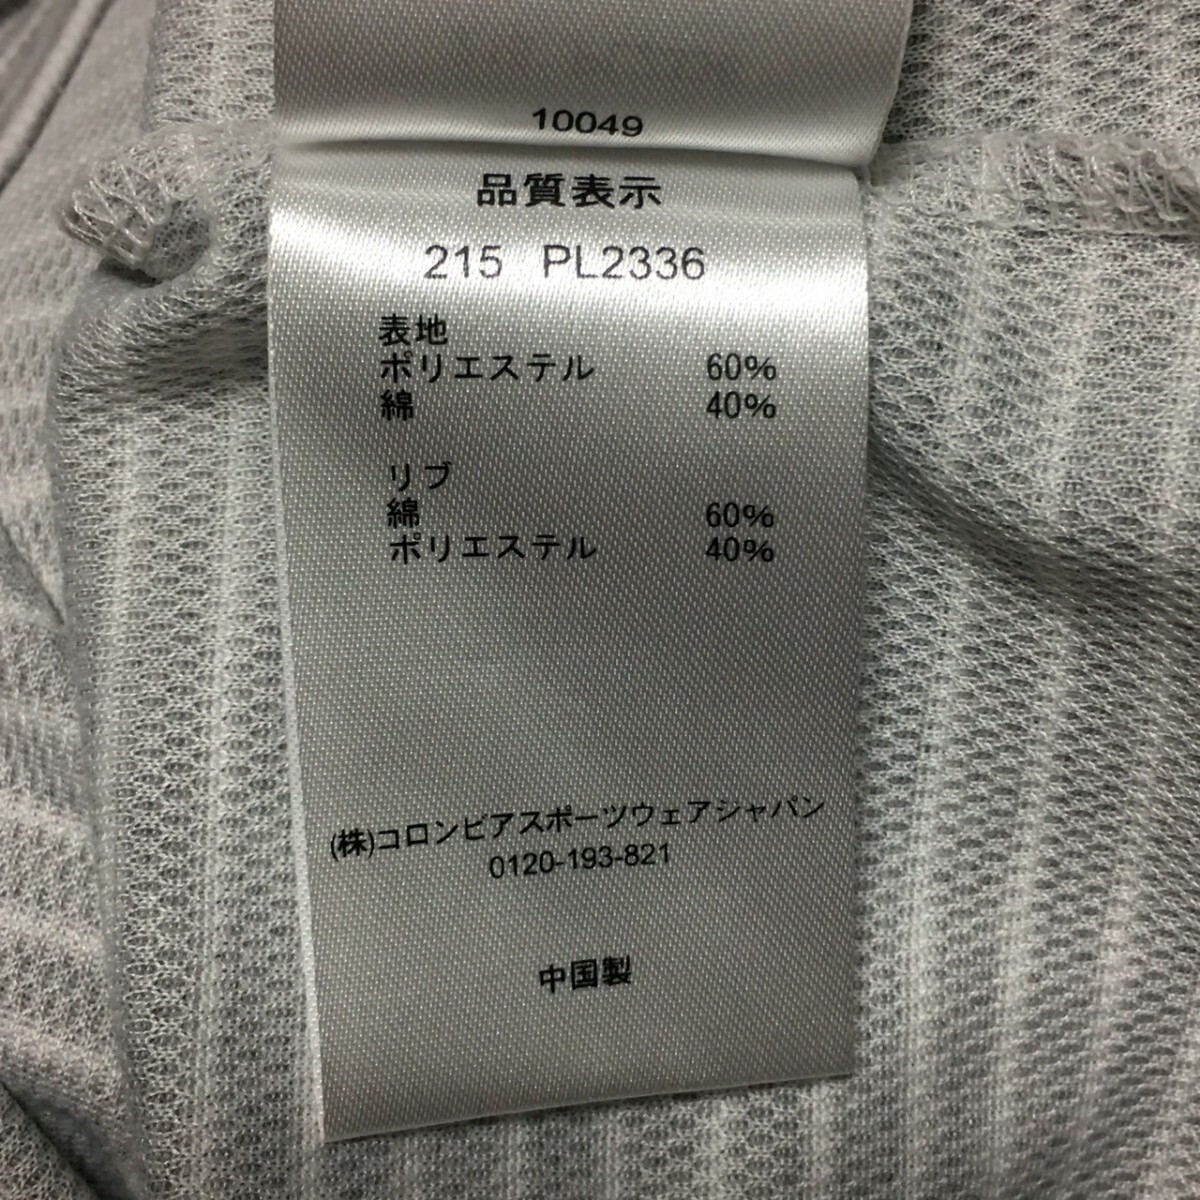 10049
品質表示
215 PL2336
表地
ポリエステル 60%
綿 40%
リブ
綿 60%
ポリエステル 40%
(株)コロンビアスポーツウェアジャパン
0120-193-821
中国製